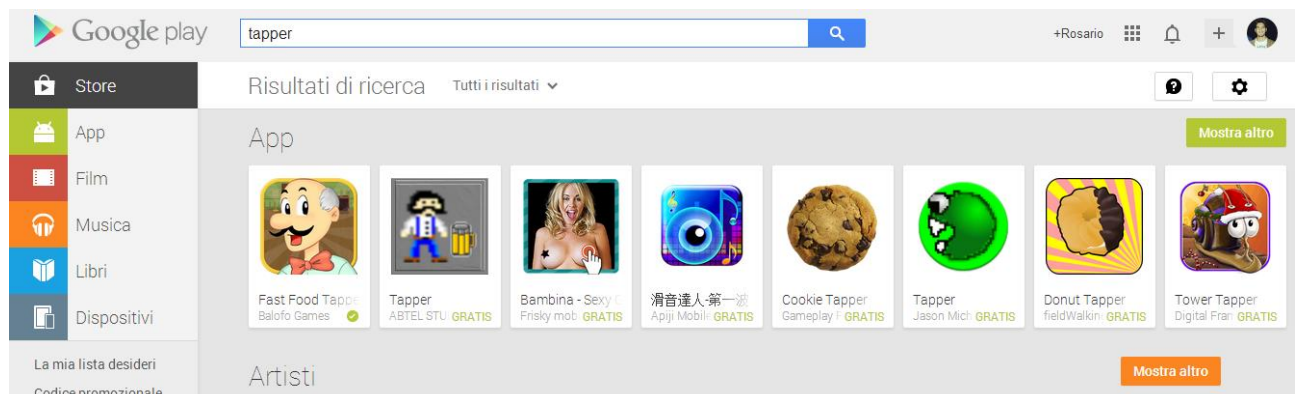 Google play
tapper
+Rosario
Store
Risultati di ricerca
Tutti i risultati
App
Film
Musica
Libri
Dispositivi
La mia lista desideri
Codice promozionale
App
Mostra altro
Fast Food Tappe
Balofo Games
Tapper
ABTEL STU GRATIS
Bambina - Sexy
Frisky mob GRATIS
滑音達人-第一波
Apiji Mobile GRATIS
Cookie Tapper
Gameplay GRATIS
Tapper
Jason Mich GRATIS
Donut Tapper
fieldWalkin GRATIS
Tower Tapper
Digital Fran GRATIS
Artisti
Mostra altro